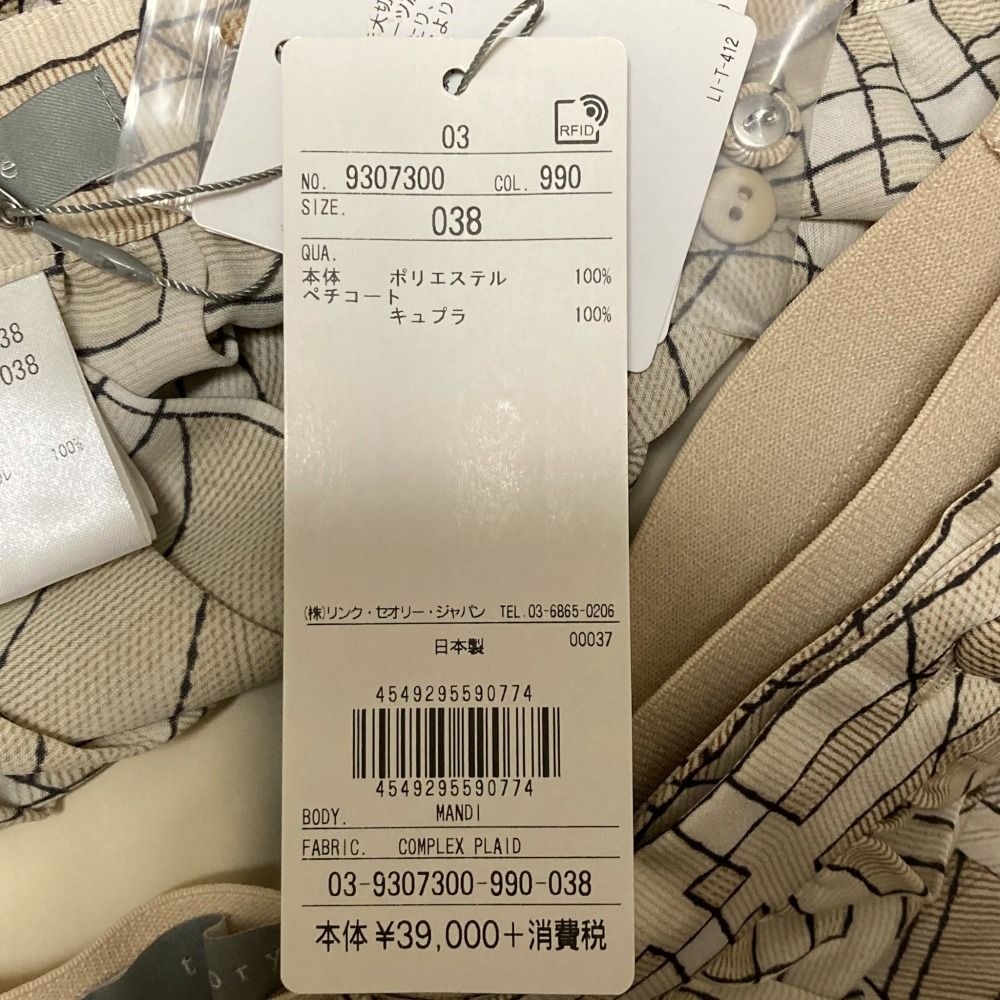 03
RFID
NO. 9307300 COL. 990
SIZE.
038
QUA.
本体 ポリエステル 100%
ペチコート
キュプラ 100%
(株)リンク・セオリー・ジャパン TEL.03-6865-0206
日本製 00037
4549295590774
4549295590774
BODY. MANDI
FABRIC. COMPLEX PLAID
03-9307300-990-038
本体 ¥39,000+消費税
LI-T-412
38
038
100%
e
t
ory